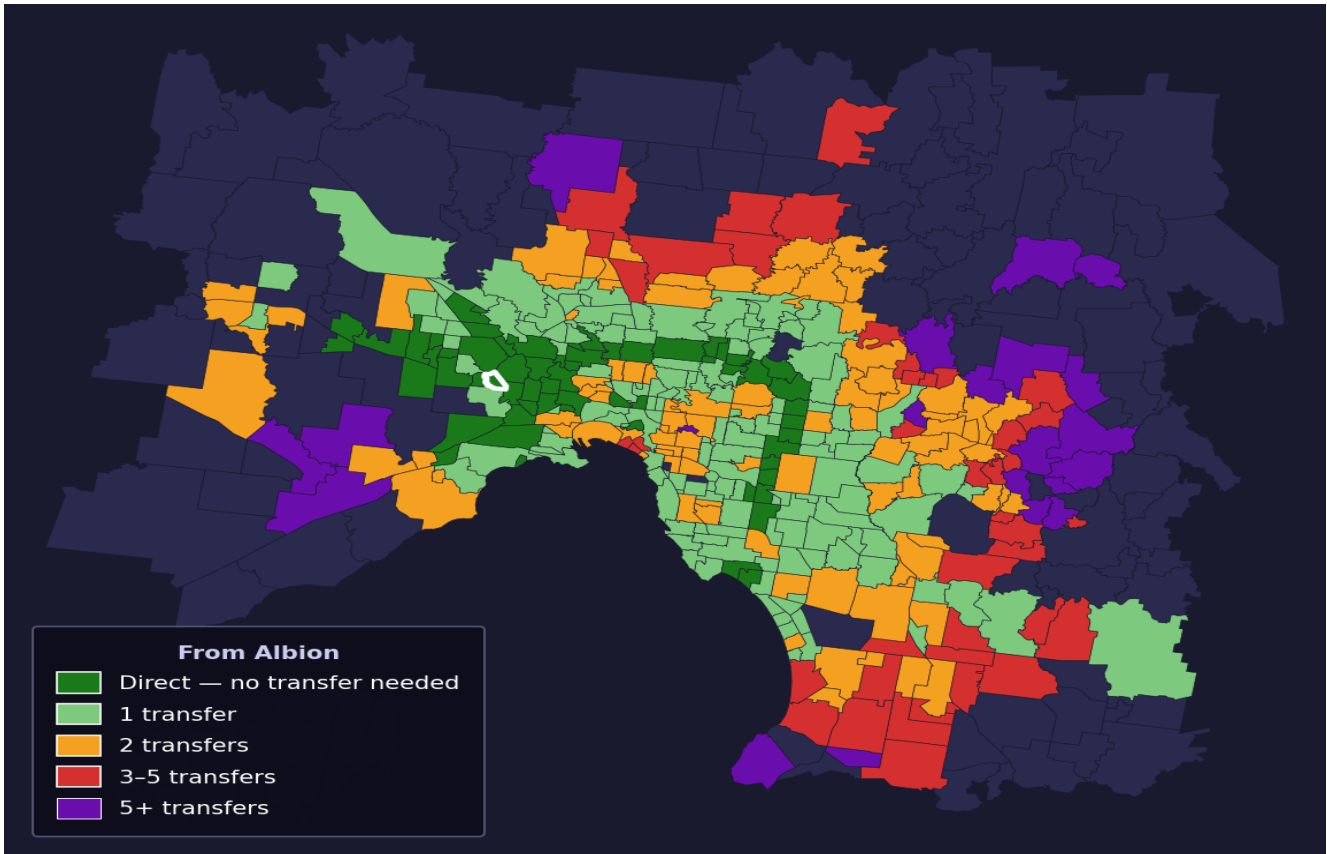 From Albion
Direct — no transfer needed
1 transfer
2 transfers
3–5 transfers
5+ transfers